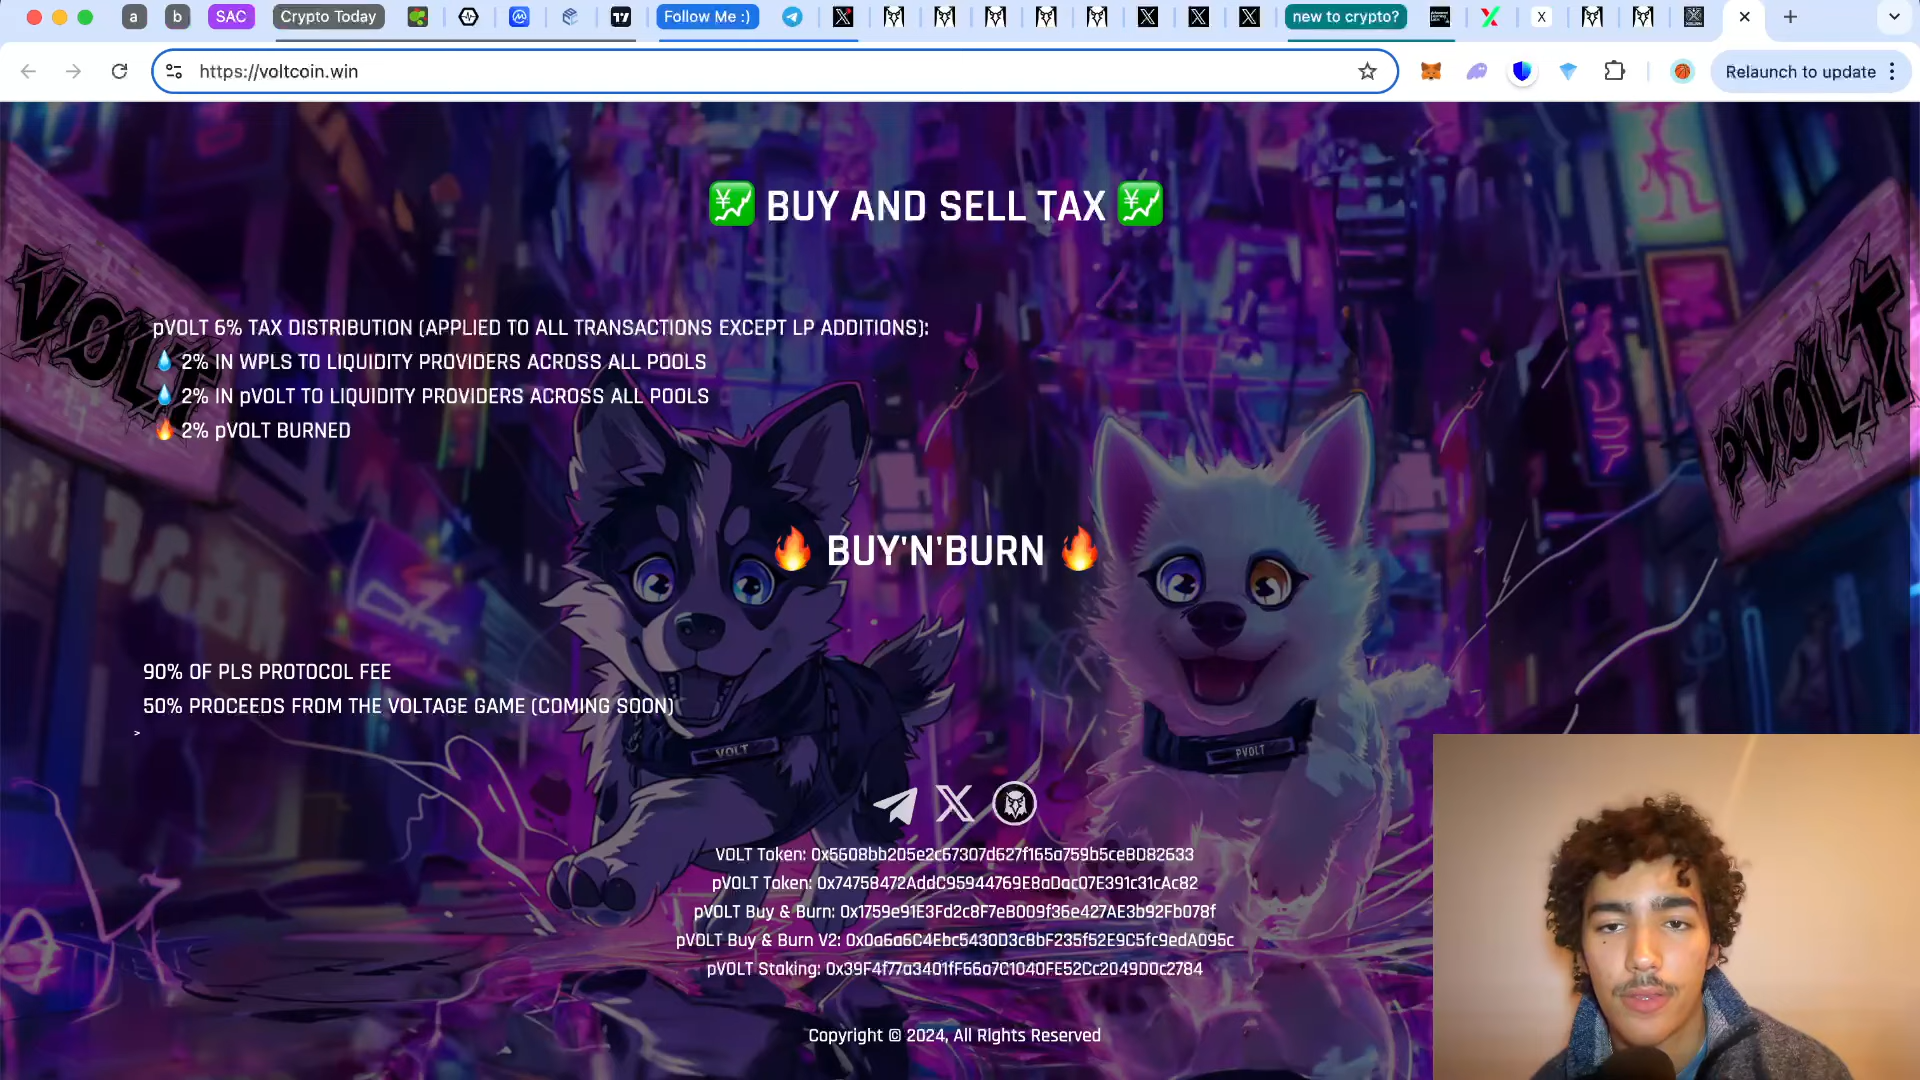 a
b
SAC
Crypto Today
Follow Me :)
new to crypto?
https://voltcoin.win
Relaunch to update
BUY AND SELL TAX
pVOLT 6% TAX DISTRIBUTION (APPLIED TO ALL TRANSACTIONS EXCEPT LP ADDITIONS):
💧 2% IN WPLS TO LIQUIDITY PROVIDERS ACROSS ALL POOLS
💧 2% IN pVOLT TO LIQUIDITY PROVIDERS ACROSS ALL POOLS
🔥 2% pVOLT BURNED
VOLT
pVOLT
🔥 BUY'N'BURN 🔥
90% OF PLS PROTOCOL FEE
50% PROCEEDS FROM THE VOLTAGE GAME (COMING SOON)
>
VOLT
PVOLT
VOLT Token: 0x5608bb2D5e2c67307d627f165a759b5ceBD82633
pVOLT Token: 0x74758472AddC95944769E8aDac07E391c31cAc82
pVOLT Buy & Burn: 0x1759e91E3Fd2c8F7eB009f36e427AE3b92Fb078f
pVOLT Buy & Burn V2: 0x0a6a6C4Ebc5430D3c8bF235f52E9C5fc9edA095c
pVOLT Staking: 0x39F4f77a3401fF66a7C1040FE52Cc2049D0c2784
Copyright © 2024, All Rights Reserved